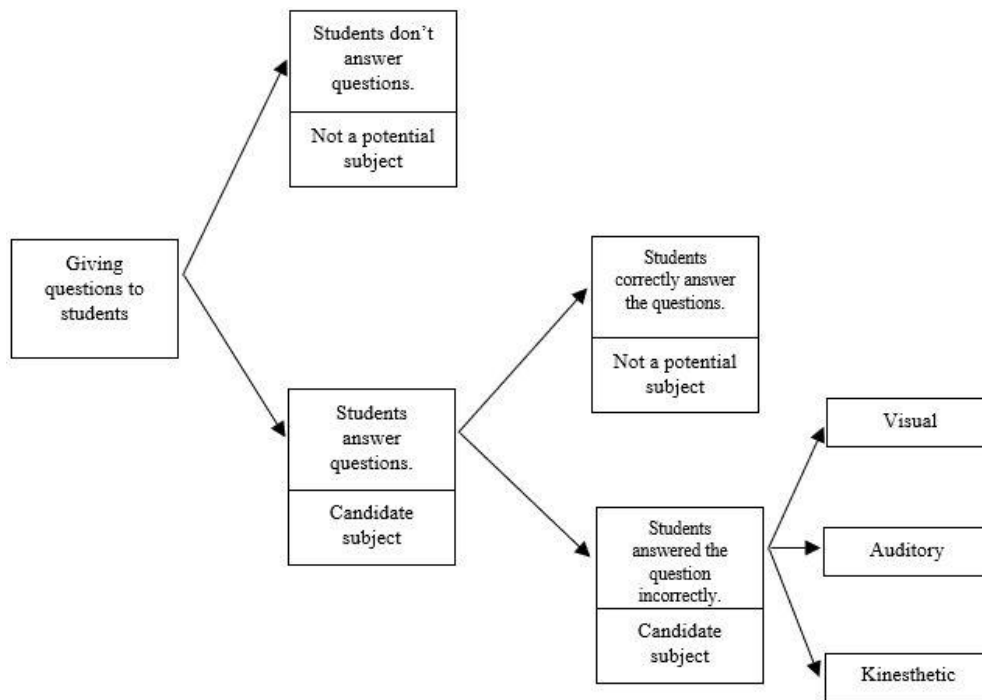 Students don’t
answer
questions.
Not a potential
subject
Giving
questions to
students
Students
correctly answer
the questions.
Not a potential
subject
Students
answer
questions.
Candidate
subject
Students
answered the
question
incorrectly.
Candidate
subject
Visual
Auditory
Kinesthetic